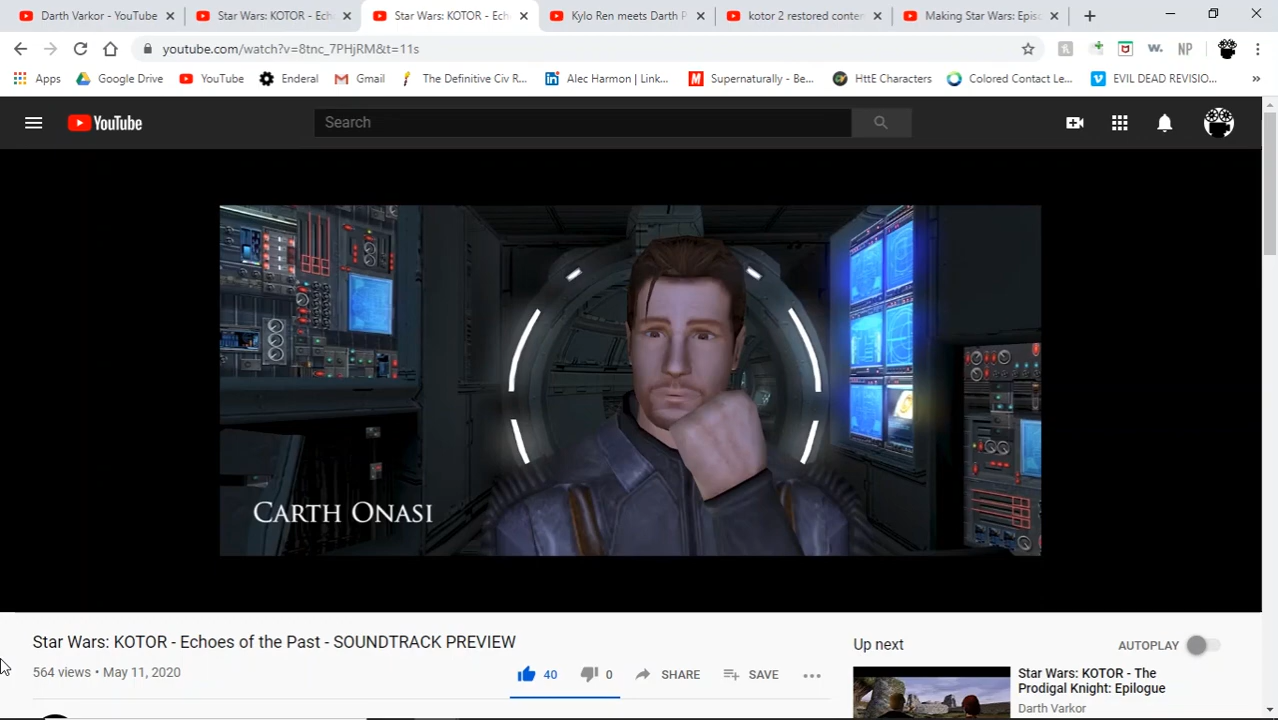 Darth Varkor - YouTube
Star Wars: KOTOR - Ech
Star Wars: KOTOR - Ech
Kylo Ren meets Darth P
kotor 2 restored conten
Making Star Wars: Episo
youtube.com/watch?v=8tnc_7PHjRM&t=11s
w.
NP
Apps
Google Drive
YouTube
Enderal
Gmail
The Definitive Civ R...
Alec Harmon | Link...
Supernaturally - Be...
HttE Characters
Colored Contact Le...
EVIL DEAD REVISIO...
YouTube
Search
CARTH ONASI
Star Wars: KOTOR - Echoes of the Past - SOUNDTRACK PREVIEW
564 views • May 11, 2020
40
0
SHARE
SAVE
Up next
AUTOPLAY
Star Wars: KOTOR - The
Prodigal Knight: Epilogue
Darth Varkor